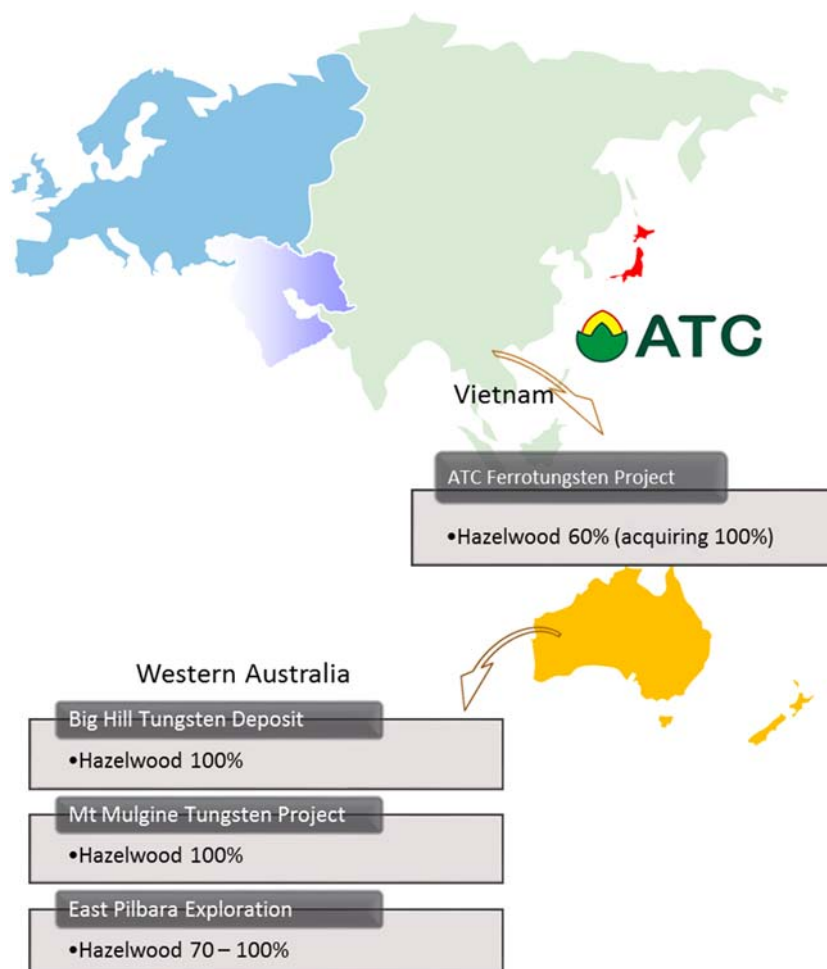 ATC
Vietnam
ATC Ferrotungsten Project
•Hazelwood 60% (acquiring 100%)
Western Australia
Big Hill Tungsten Deposit
•Hazelwood 100%
Mt Mulgine Tungsten Project
•Hazelwood 100%
East Pilbara Exploration
•Hazelwood 70 – 100%